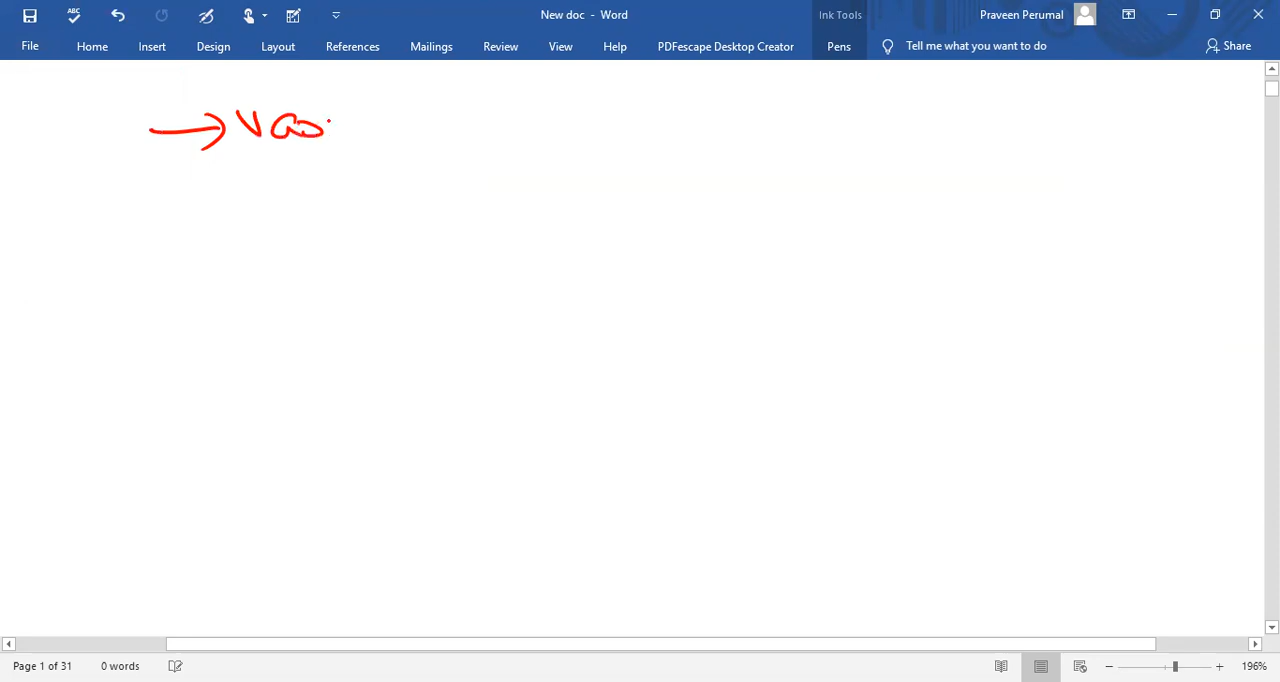 New doc - Word
Ink Tools
Praveen Perumal
File Home Insert Design Layout References Mailings Review View Help PDFescape Desktop Creator Pens Tell me what you want to do Share
Page 1 of 31 0 words 196%